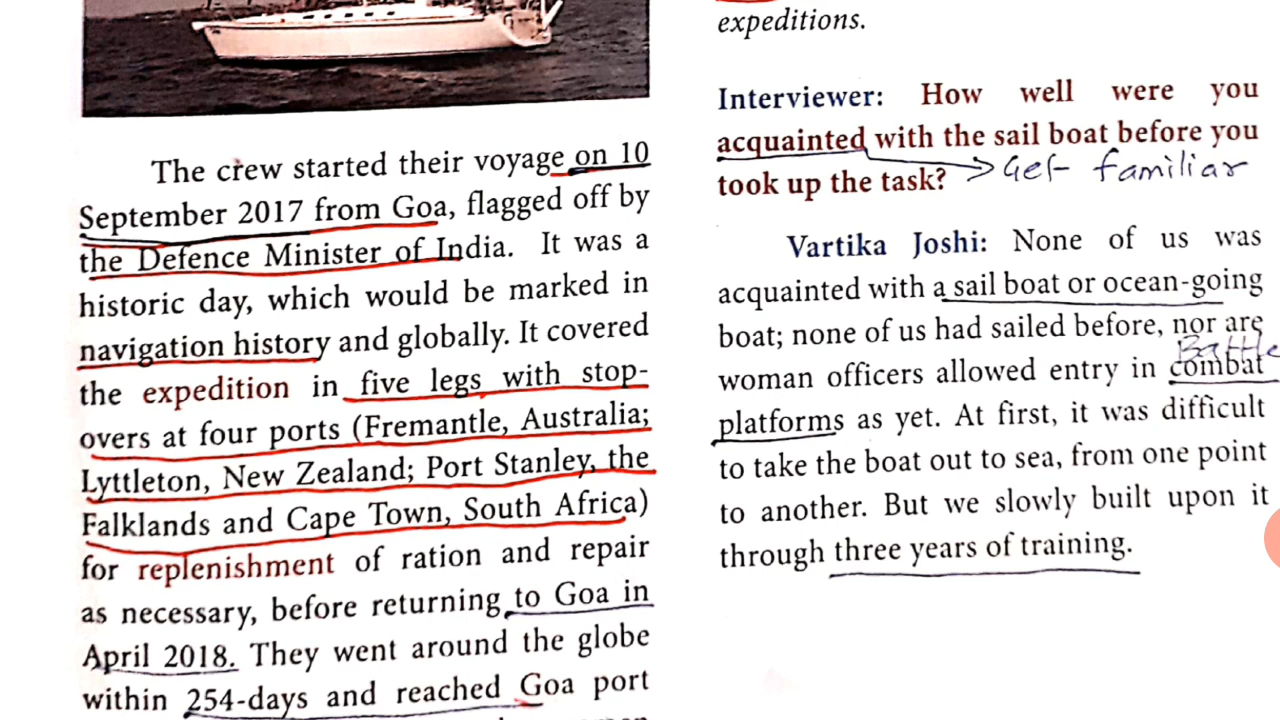 The crew started their voyage on 10
September 2017 from Goa, flagged off by
the Defence Minister of India. It was a
historic day, which would be marked in
navigation history and globally. It covered
the expedition in five legs with stop-
overs at four ports (Fremantle, Australia;
Lyttleton, New Zealand; Port Stanley, the
Falklands and Cape Town, South Africa)
for replenishment of ration and repair
as necessary, before returning to Goa in
April 2018. They went around the globe
within 254-days and reached Goa port
expeditions.
Interviewer: How well were you
acquainted with the sail boat before you
took up the task? Get familiar
Vartika Joshi: None of us was
acquainted with a sail boat or ocean-going
boat; none of us had sailed before, nor are
Battle
woman officers allowed entry in combat
platforms as yet. At first, it was difficult
to take the boat out to sea, from one point
to another. But we slowly built upon it
through three years of training.